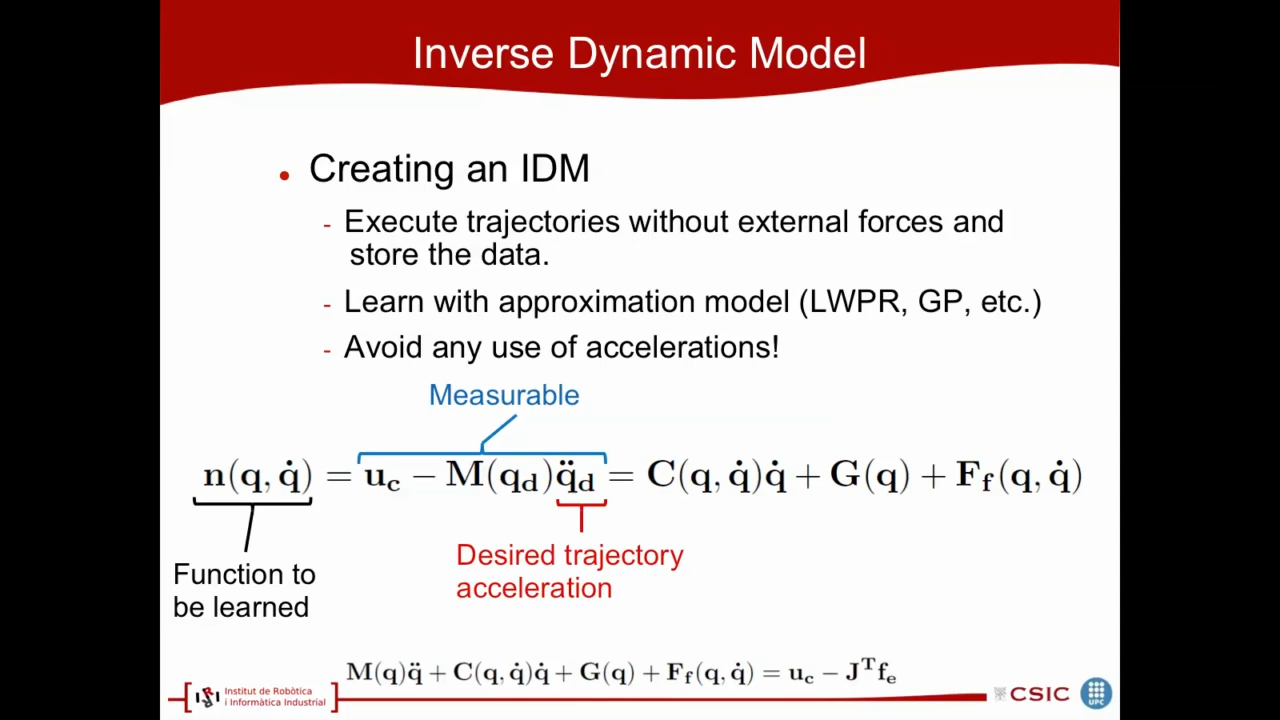 Inverse Dynamic Model
• Creating an IDM
- Execute trajectories without external forces and
store the data.
- Learn with approximation model (LWPR, GP, etc.)
- Avoid any use of accelerations!
Measurable
n(q, q̇) = u_c − M(q_d)q̈_d = C(q, q̇)q̇ + G(q) + F_f(q, q̇)
Desired trajectory
acceleration
Function to
be learned
M(q)q̈ + C(q, q̇)q̇ + G(q) + F_f(q, q̇) = u_c − J^T f_e
Institut de Robòtica
i Informàtica Industrial
CSIC
UPC